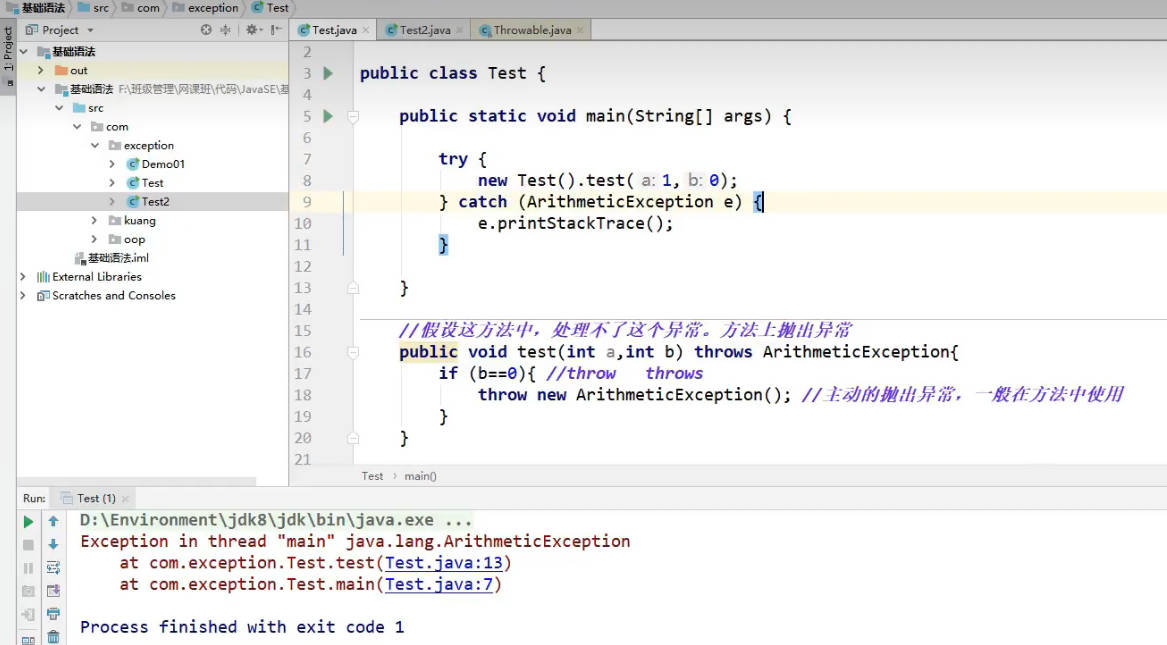 基础语法 src com exception Test
1: Project
Project
Test.java Test2.java Throwable.java
基础语法
out
基础语法 F:\班级管理\网课班\代码\JavaSE\基
src
com
exception
Demo01
Test
Test2
kuang
oop
基础语法.iml
External Libraries
Scratches and Consoles
2
3 public class Test {
4
5 public static void main(String[] args) {
6
7 try {
8 new Test().test( a: 1, b: 0);
9 } catch (ArithmeticException e) {
10 e.printStackTrace();
11 }
12
13 }
14
15 //假设这方法中，处理不了这个异常。方法上抛出异常
16 public void test(int a,int b) throws ArithmeticException{
17 if (b==0){ //throw throws
18 throw new ArithmeticException(); //主动的抛出异常，一般在方法中使用
19 }
20 }
21
Test main()
Run: Test (1)
D:\Environment\jdk8\jdk\bin\java.exe ...
Exception in thread "main" java.lang.ArithmeticException
at com.exception.Test.test(Test.java:13)
at com.exception.Test.main(Test.java:7)
Process finished with exit code 1